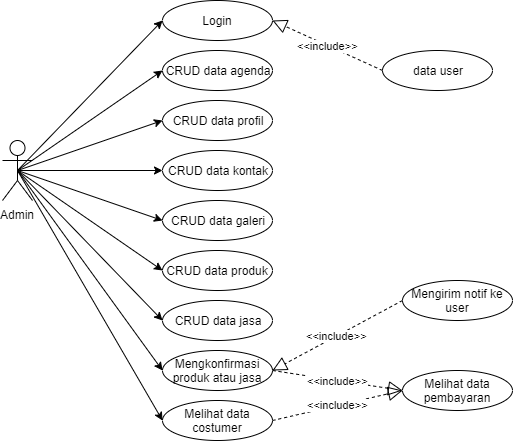 Login
<<include>>
data user
CRUD data agenda
CRUD data profil
Admin
CRUD data kontak
CRUD data galeri
CRUD data produk
CRUD data jasa
Mengirim notif ke
user
<<include>>
Mengkonfirmasi
produk atau jasa
<<include>>
Melihat data
pembayaran
<<include>>
Melihat data
costumer